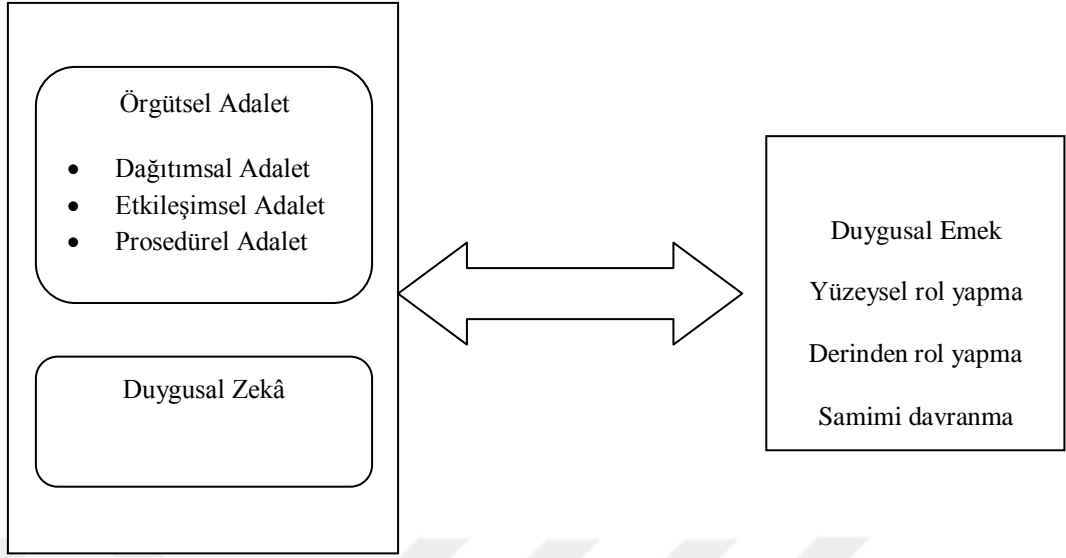 Örgütsel Adalet
• Dağıtımsal Adalet
• Etkileşimsel Adalet
• Prosedürel Adalet
Duygusal Zekâ
Duygusal Emek
Yüzeysel rol yapma
Derinden rol yapma
Samimi davranma